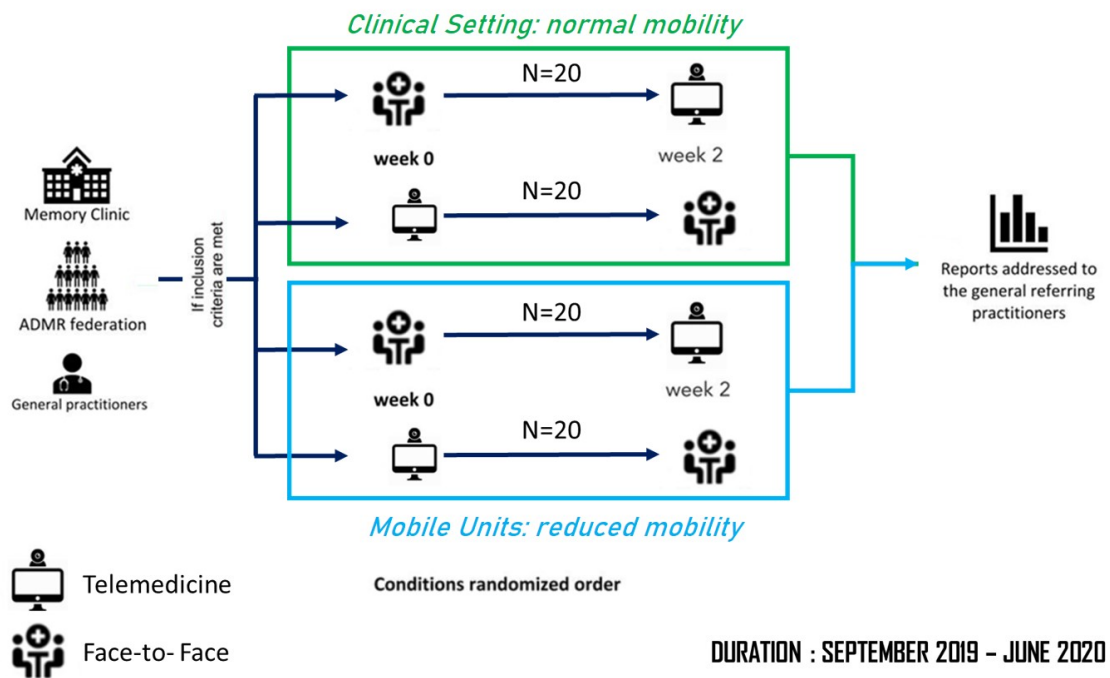 Clinical Setting: normal mobility
N=20
week 0
week 2
N=20
Memory Clinic
ADMR federation
General practitioners
If inclusion
criteria are met
N=20
week 0
week 2
N=20
Mobile Units: reduced mobility
Reports addressed to
the general referring
practitioners
Telemedicine
Conditions randomized order
Face-to- Face
DURATION : SEPTEMBER 2019 – JUNE 2020